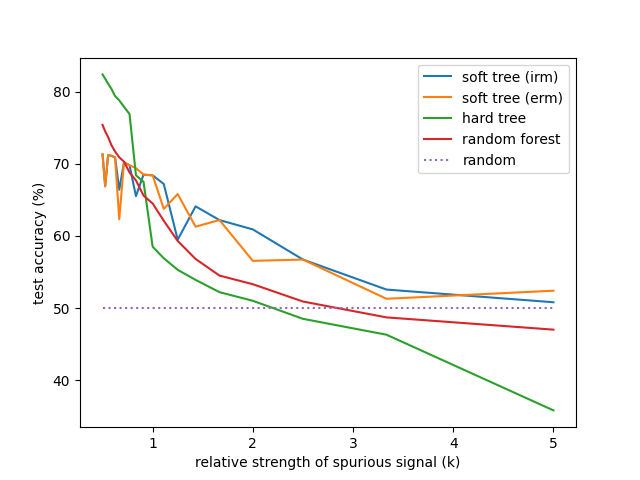 soft tree (irm)
soft tree (erm)
hard tree
random forest
random
80
70
60
50
40
test accuracy (%)
1 2 3 4 5
relative strength of spurious signal (k)